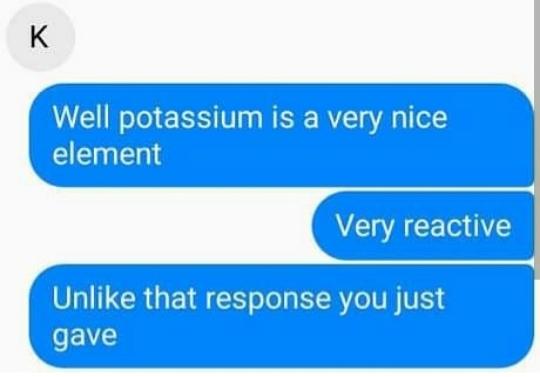 K
Well potassium is a very nice
element
Very reactive
Unlike that response you just
gave